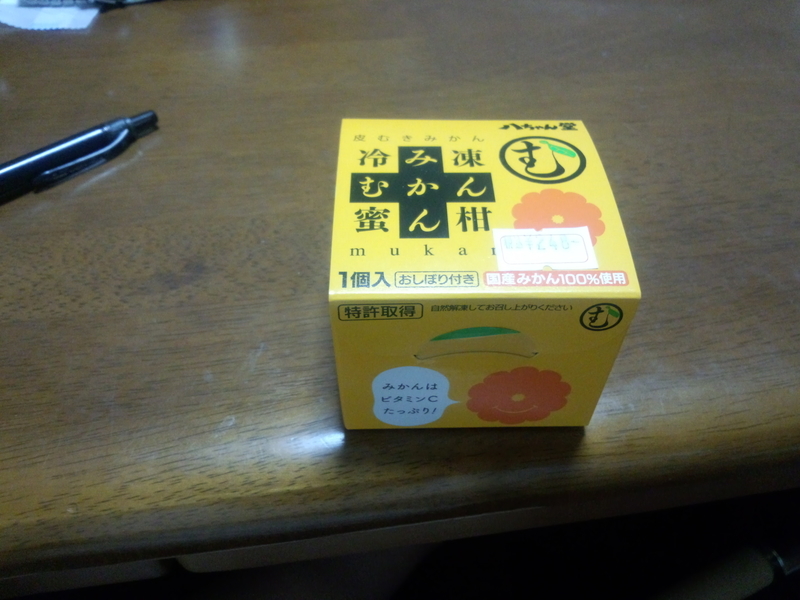 八ちゃん堂
皮むきみかん
冷み凍
むかん
蜜ん柑
む
1個入 おしぼり付き 国産みかん100%使用
特許取得 自然解凍してお召し上がりください
む
みかんは
ビタミンC
たっぷり!